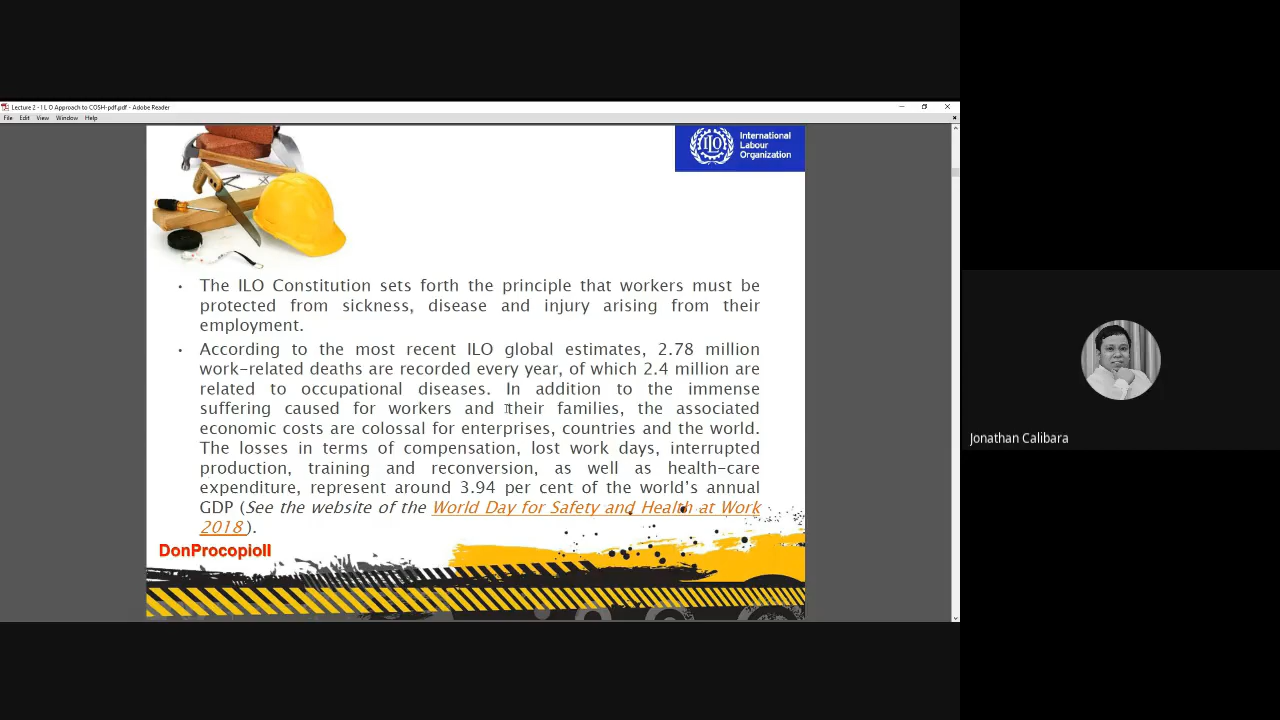 Lecture 2 - I L O Approach to COSH-pdf.pdf - Adobe Reader
File Edit View Window Help
International
Labour
Organization
ILO
• The ILO Constitution sets forth the principle that workers must be
protected from sickness, disease and injury arising from their
employment.
• According to the most recent ILO global estimates, 2.78 million
work-related deaths are recorded every year, of which 2.4 million are
related to occupational diseases. In addition to the immense
suffering caused for workers and their families, the associated
economic costs are colossal for enterprises, countries and the world.
The losses in terms of compensation, lost work days, interrupted
production, training and reconversion, as well as health-care
expenditure, represent around 3.94 per cent of the world's annual
GDP (See the website of the World Day for Safety and Health at Work
2018 ).
DonProcopioII
Jonathan Calibara